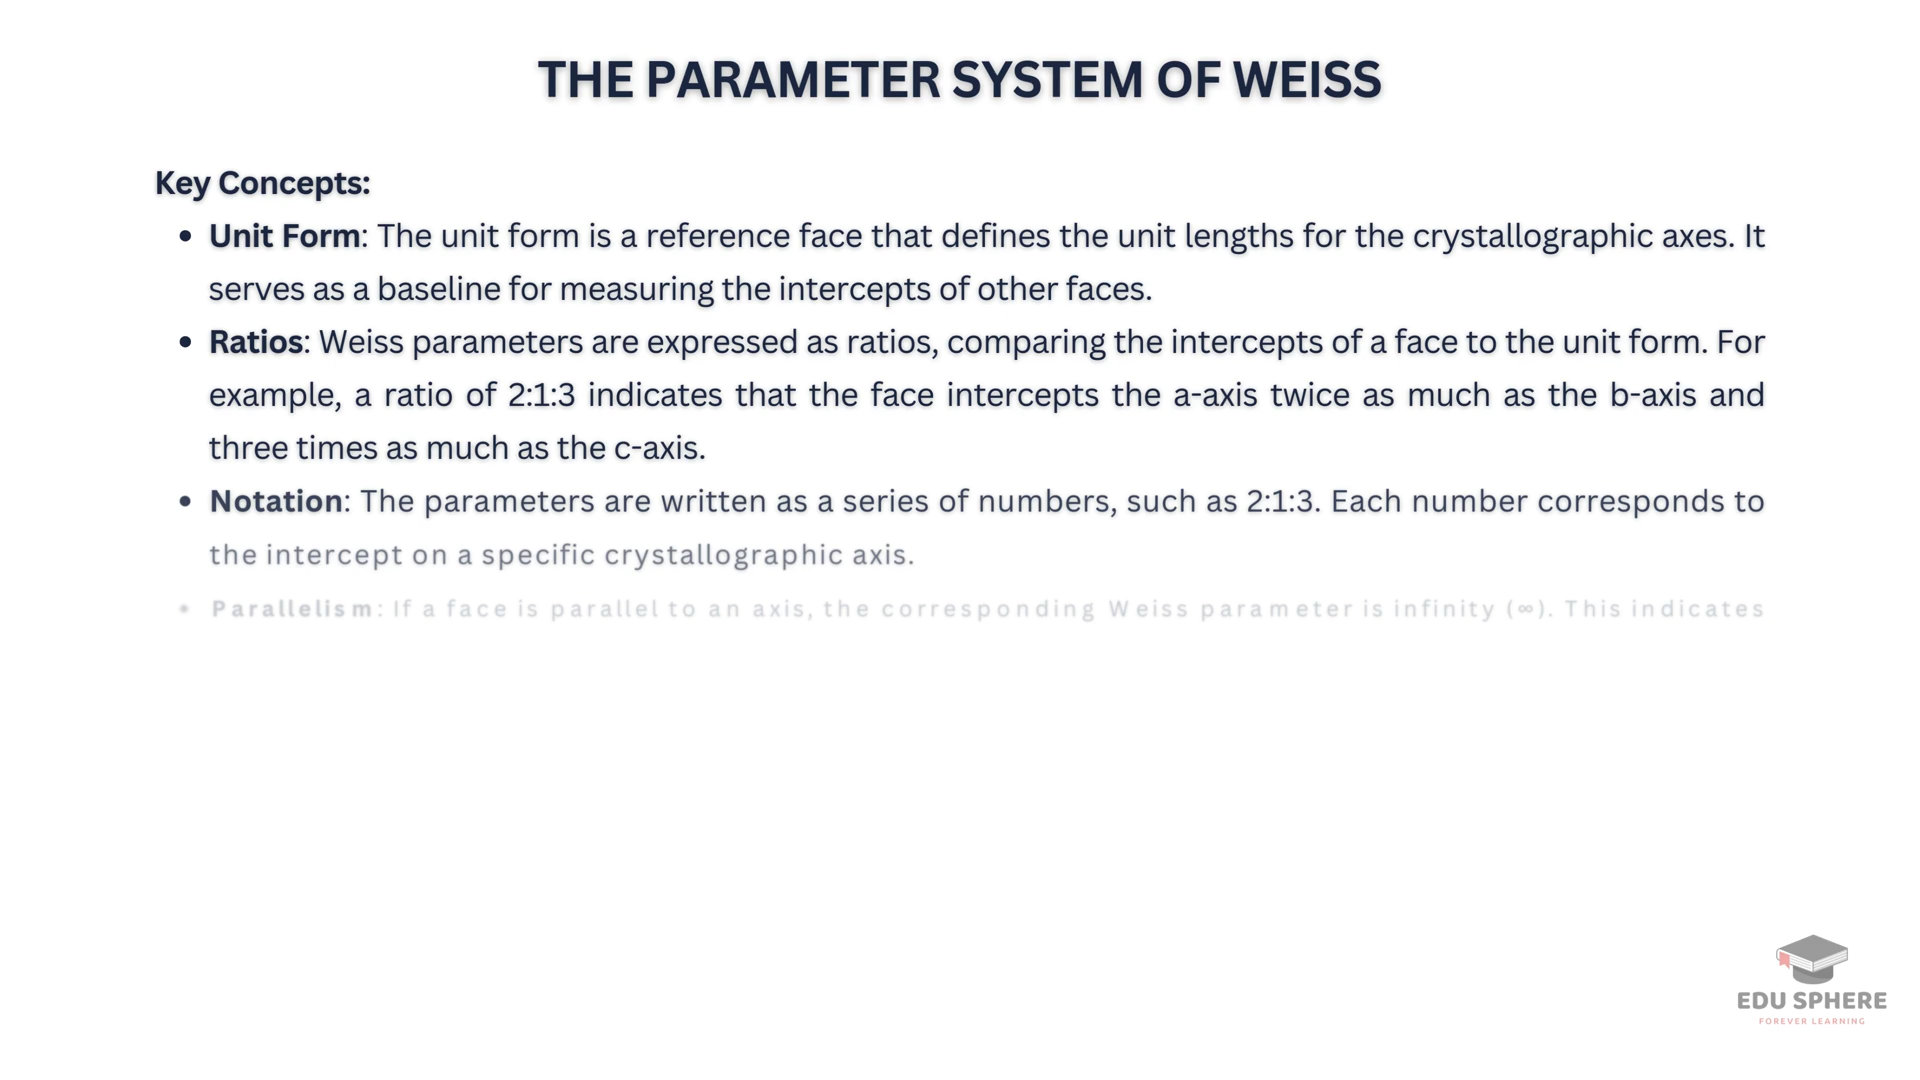 THE PARAMETER SYSTEM OF WEISS
Key Concepts:
• Unit Form: The unit form is a reference face that defines the unit lengths for the crystallographic axes. It
serves as a baseline for measuring the intercepts of other faces.
• Ratios: Weiss parameters are expressed as ratios, comparing the intercepts of a face to the unit form. For
example, a ratio of 2:1:3 indicates that the face intercepts the a-axis twice as much as the b-axis and
three times as much as the c-axis.
• Notation: The parameters are written as a series of numbers, such as 2:1:3. Each number corresponds to
the intercept on a specific crystallographic axis.
• Parallelism: If a face is parallel to an axis, the corresponding Weiss parameter is infinity (∞). This indicates
EDU SPHERE
FOREVER LEARNING